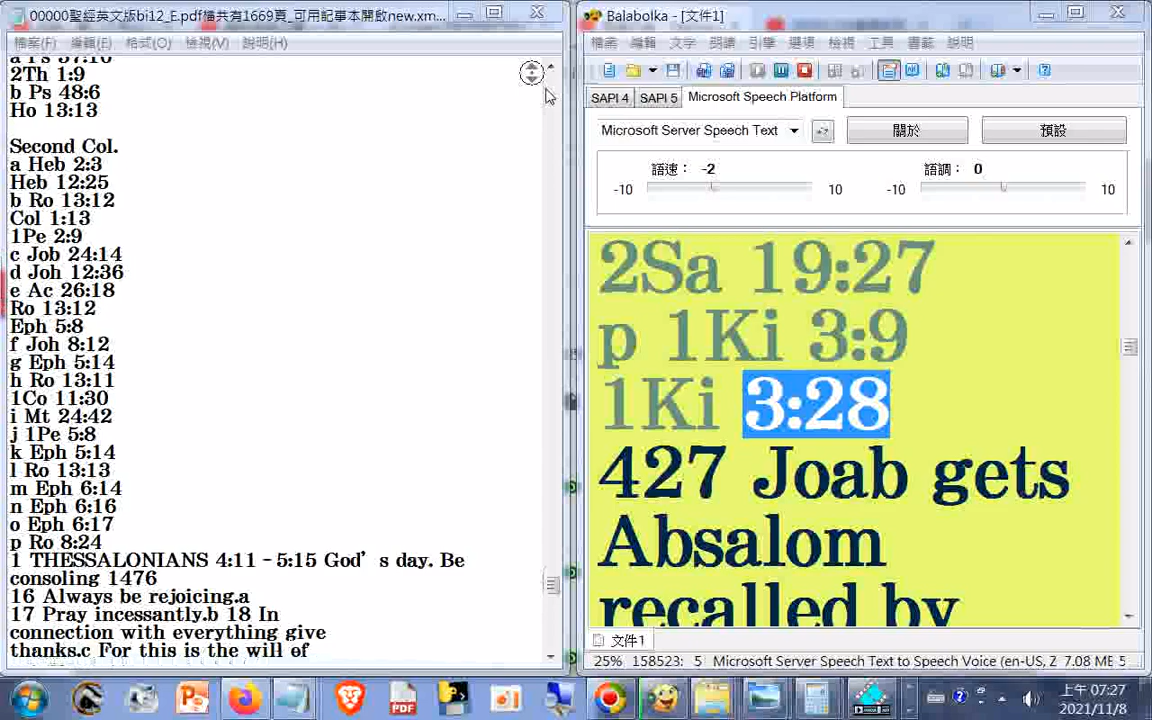 00000聖經英文版bi12_E.pdf檔共有1669頁_可用記事本開啟new.xm...
檔案(F) 編輯(E) 格式(O) 檢視(V) 說明(H)
a Ps 37:10
2Th 1:9
b Ps 48:6
Ho 13:13
Second Col.
a Heb 2:3
Heb 12:25
b Ro 13:12
Col 1:13
1Pe 2:9
c Job 24:14
d Joh 12:36
e Ac 26:18
Ro 13:12
Eph 5:8
f Joh 8:12
g Eph 5:14
h Ro 13:11
1Co 11:30
i Mt 24:42
j 1Pe 5:8
k Eph 5:14
l Ro 13:13
m Eph 6:14
n Eph 6:16
o Eph 6:17
p Ro 8:24
1 THESSALONIANS 4:11–5:15 God’s day. Be
consoling 1476
16 Always be rejoicing.a
17 Pray incessantly.b 18 In
connection with everything give
thanks.c For this is the will of
Balabolka - [文件1]
檔案 編輯 文字 朗讀 引擎 選項 檢視 工具 書籤 說明
SAPI 4 SAPI 5 Microsoft Speech Platform
Microsoft Server Speech Text 關於 預設
語速： -2 語調： 0
-10 10 -10 10
2Sa 19:27
p 1Ki 3:9
1Ki 3:28
427 Joab gets
Absalom
recalled by
文件1
25% 158523: 5 Microsoft Server Speech Text to Speech Voice (en-US, Z 7.08 MB 5
PDF
上午 07:27
2021/11/8